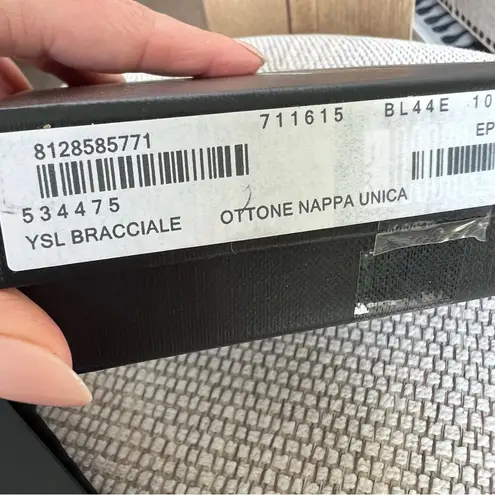 711615 BL44E 10
8128585771 EP
534475
YSL BRACCIALE OTTONE NAPPA UNICA